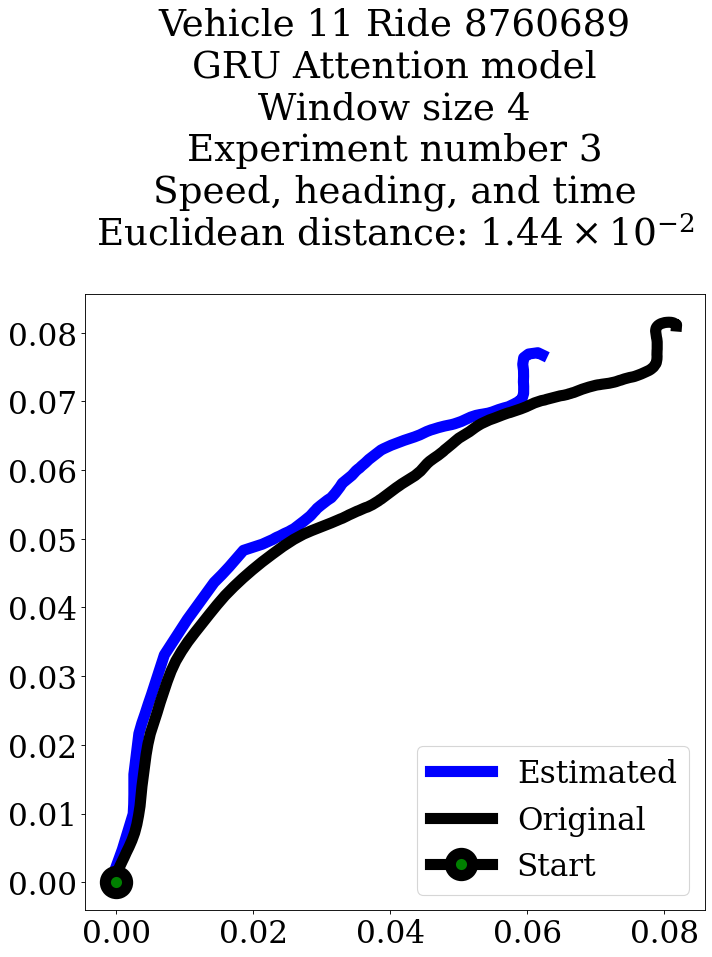 Vehicle 11 Ride 8760689
GRU Attention model
Window size 4
Experiment number 3
Speed, heading, and time
Euclidean distance: 1.44 × 10⁻²
0.08
0.07
0.06
0.05
0.04
0.03
0.02
0.01
0.00
Estimated
Original
Start
0.00 0.02 0.04 0.06 0.08